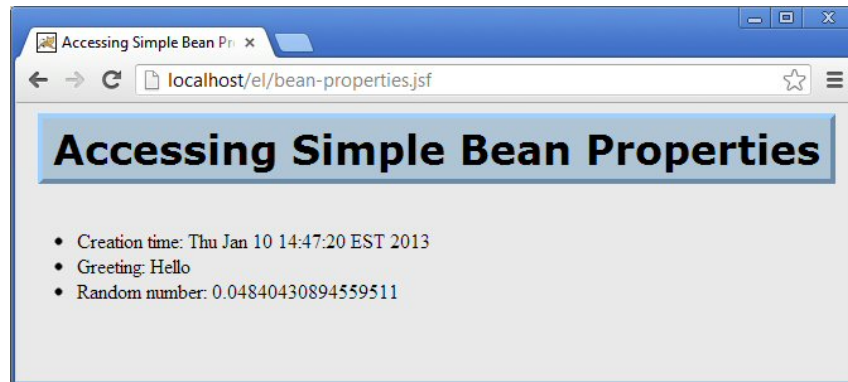 Accessing Simple Bean Pr
localhost/el/bean-properties.jsf
Accessing Simple Bean Properties
Creation time: Thu Jan 10 14:47:20 EST 2013
Greeting: Hello
Random number: 0.04840430894559511